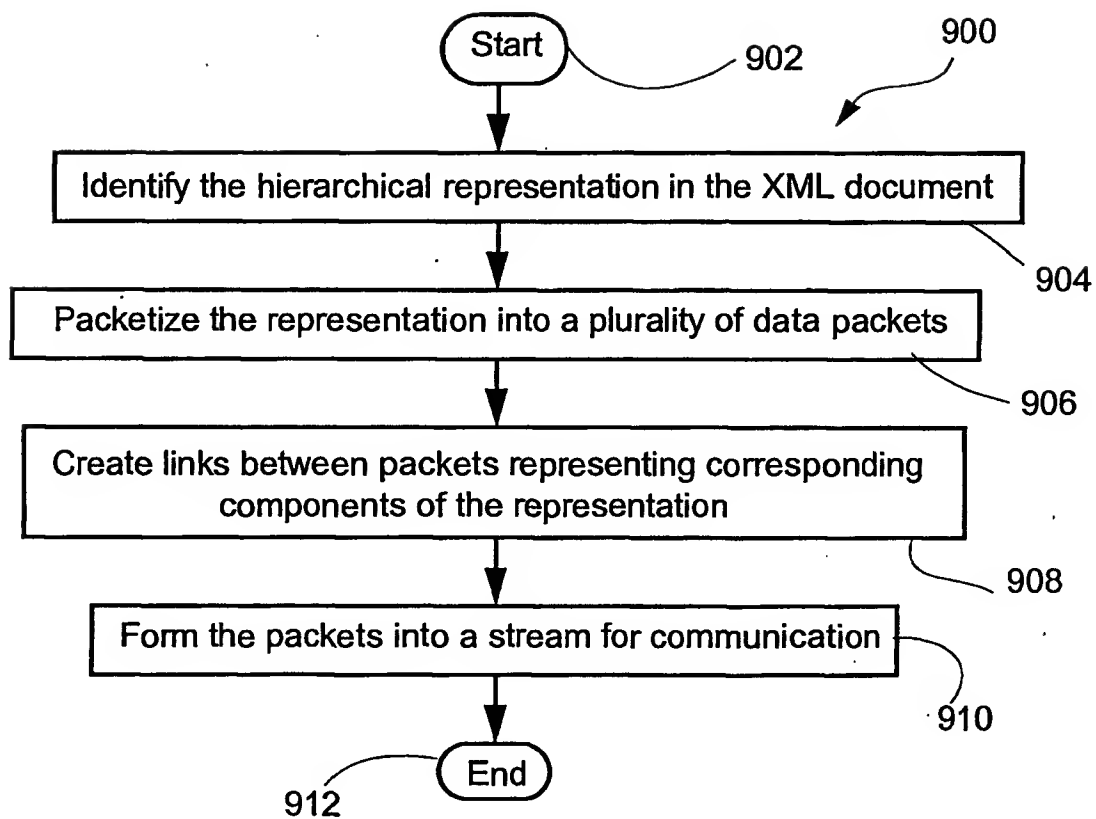 Start
902
900
Identify the hierarchical representation in the XML document
904
Packetize the representation into a plurality of data packets
906
Create links between packets representing corresponding
components of the representation
908
Form the packets into a stream for communication
910
End
912